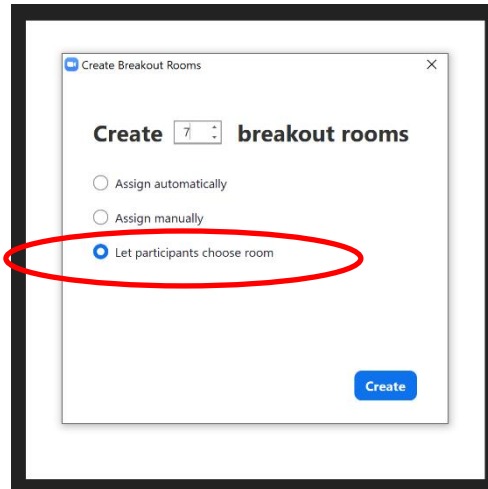 Create Breakout Rooms
Create 7 breakout rooms
Assign automatically
Assign manually
Let participants choose room
Create